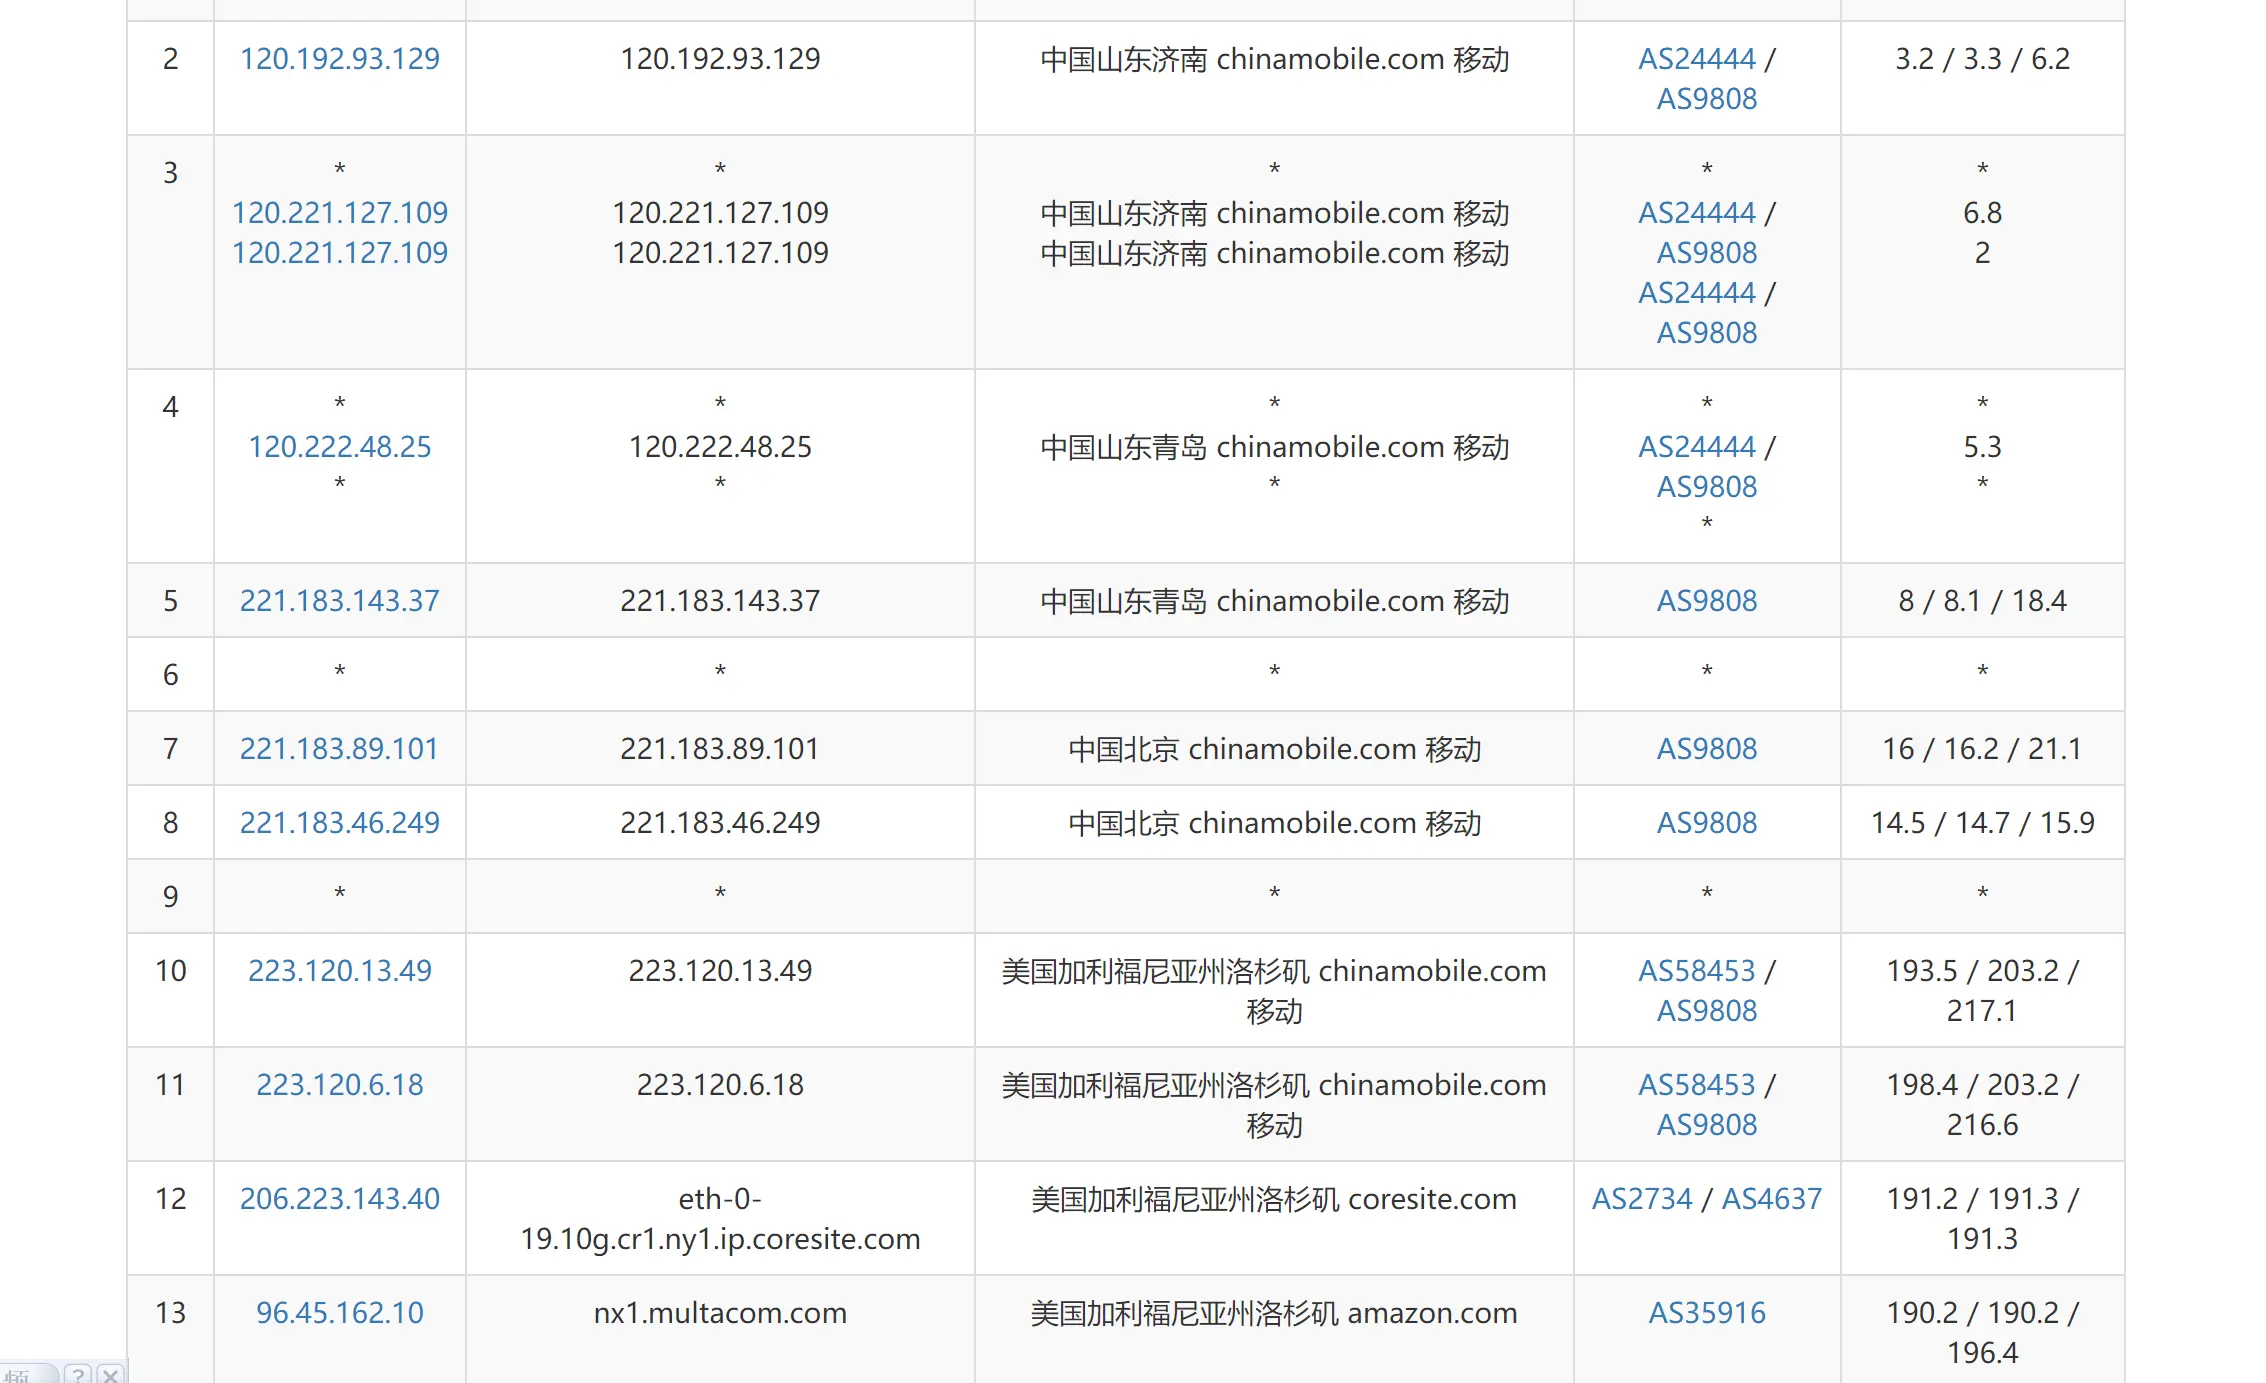 2 120.192.93.129 120.192.93.129 中国山东济南 chinamobile.com 移动 AS24444 / 3.2 / 3.3 / 6.2
AS9808
3 * * * * *
120.221.127.109 120.221.127.109 中国山东济南 chinamobile.com 移动 AS24444 / 6.8
120.221.127.109 120.221.127.109 中国山东济南 chinamobile.com 移动 AS9808 2
AS24444 /
AS9808
4 * * * * *
120.222.48.25 120.222.48.25 中国山东青岛 chinamobile.com 移动 AS24444 / 5.3
* * * AS9808 *
*
5 221.183.143.37 221.183.143.37 中国山东青岛 chinamobile.com 移动 AS9808 8 / 8.1 / 18.4
6 * * * * *
7 221.183.89.101 221.183.89.101 中国北京 chinamobile.com 移动 AS9808 16 / 16.2 / 21.1
8 221.183.46.249 221.183.46.249 中国北京 chinamobile.com 移动 AS9808 14.5 / 14.7 / 15.9
9 * * * * *
10 223.120.13.49 223.120.13.49 美国加利福尼亚州洛杉矶 chinamobile.com AS58453 / 193.5 / 203.2 /
移动 AS9808 217.1
11 223.120.6.18 223.120.6.18 美国加利福尼亚州洛杉矶 chinamobile.com AS58453 / 198.4 / 203.2 /
移动 AS9808 216.6
12 206.223.143.40 eth-0- 美国加利福尼亚州洛杉矶 coresite.com AS2734 / AS4637 191.2 / 191.3 /
19.10g.cr1.ny1.ip.coresite.com 191.3
13 96.45.162.10 nx1.multacom.com 美国加利福尼亚州洛杉矶 amazon.com AS35916 190.2 / 190.2 /
196.4